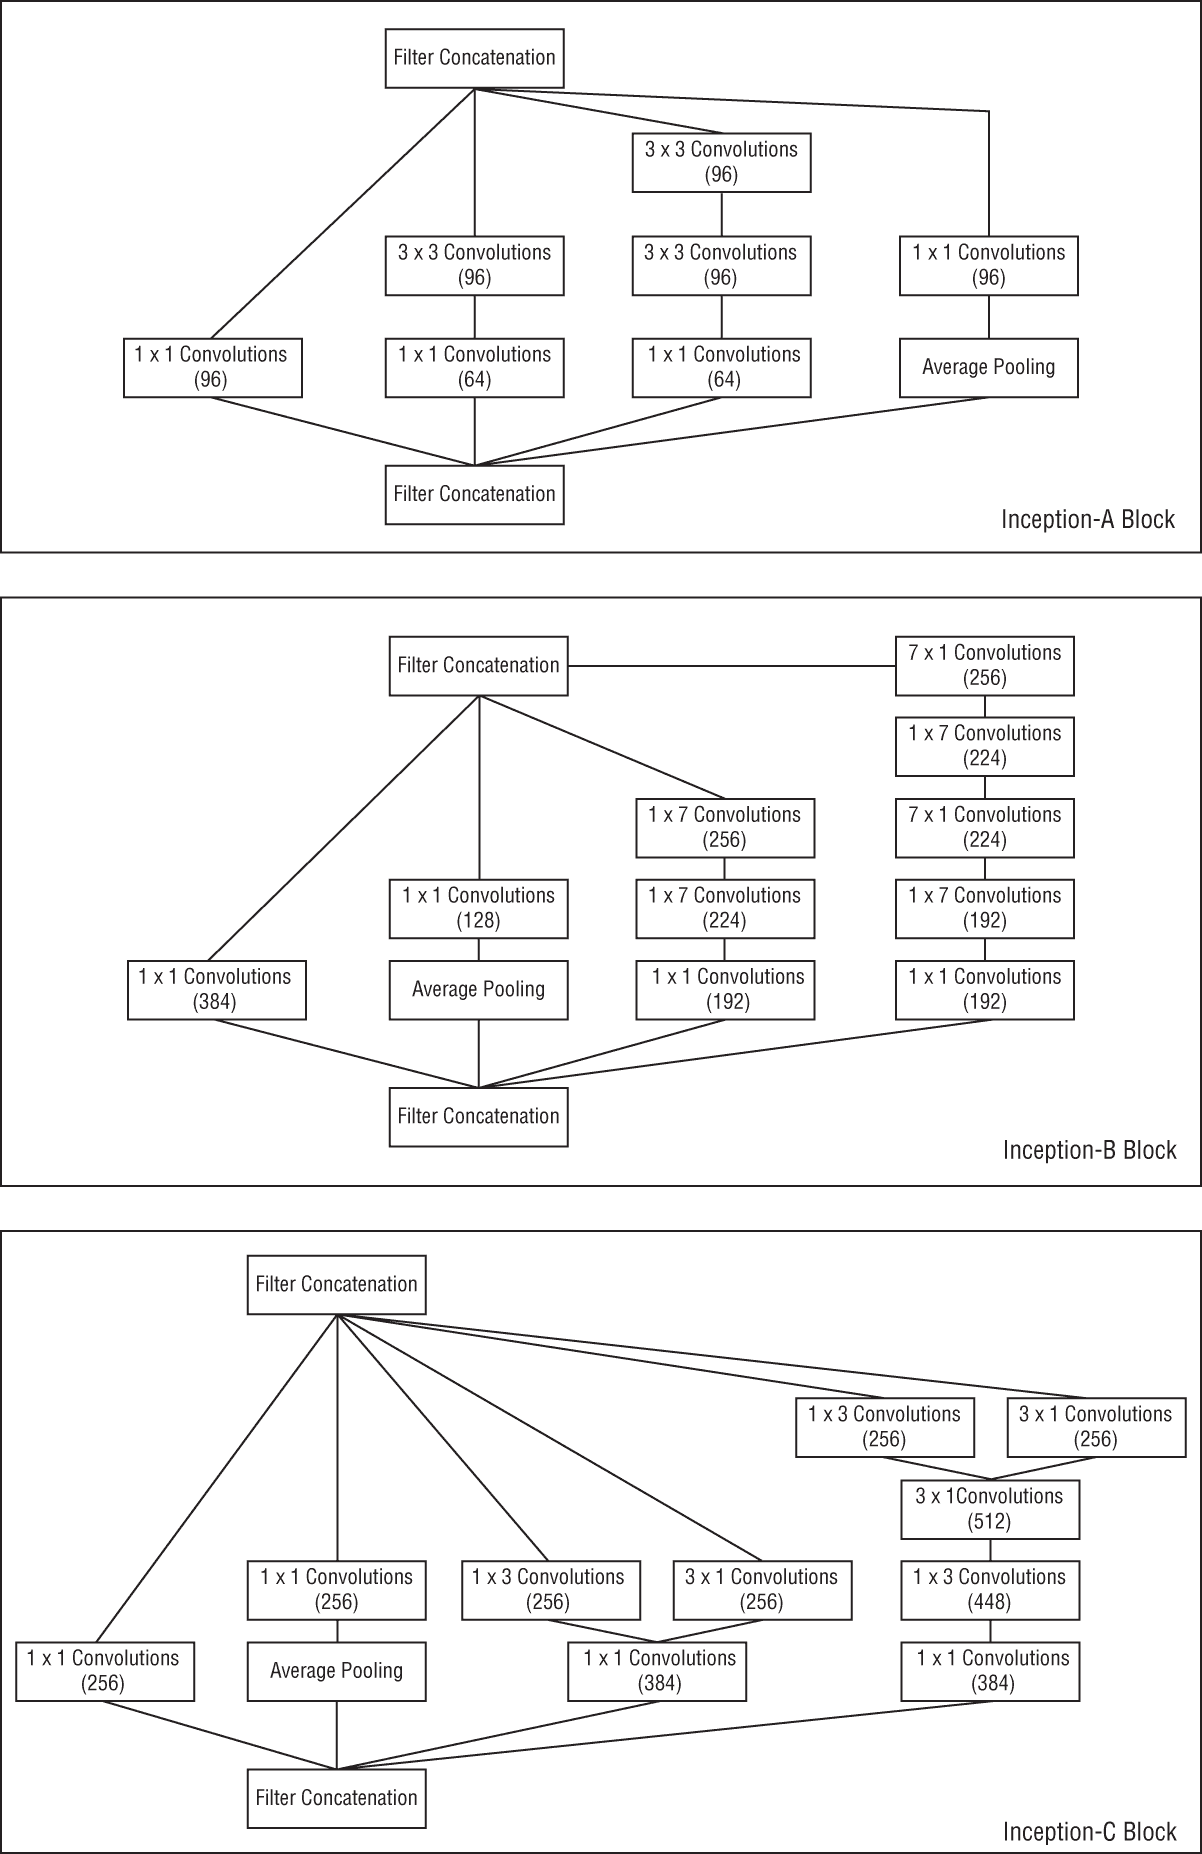 Filter Concatenation
3 x 3 Convolutions
(96)
3 x 3 Convolutions
(96)
3 x 3 Convolutions
(96)
1 x 1 Convolutions
(96)
1 x 1 Convolutions
(96)
1 x 1 Convolutions
(64)
1 x 1 Convolutions
(64)
Average Pooling
Filter Concatenation
Inception-A Block
Filter Concatenation
7 x 1 Convolutions
(256)
1 x 7 Convolutions
(224)
1 x 7 Convolutions
(256)
7 x 1 Convolutions
(224)
1 x 1 Convolutions
(128)
1 x 7 Convolutions
(224)
1 x 7 Convolutions
(192)
1 x 1 Convolutions
(384)
Average Pooling
1 x 1 Convolutions
(192)
1 x 1 Convolutions
(192)
Filter Concatenation
Inception-B Block
Filter Concatenation
1 x 3 Convolutions
(256)
3 x 1 Convolutions
(256)
3 x 1Convolutions
(512)
1 x 1 Convolutions
(256)
1 x 3 Convolutions
(256)
3 x 1 Convolutions
(256)
1 x 3 Convolutions
(448)
1 x 1 Convolutions
(256)
Average Pooling
1 x 1 Convolutions
(384)
1 x 1 Convolutions
(384)
Filter Concatenation
Inception-C Block